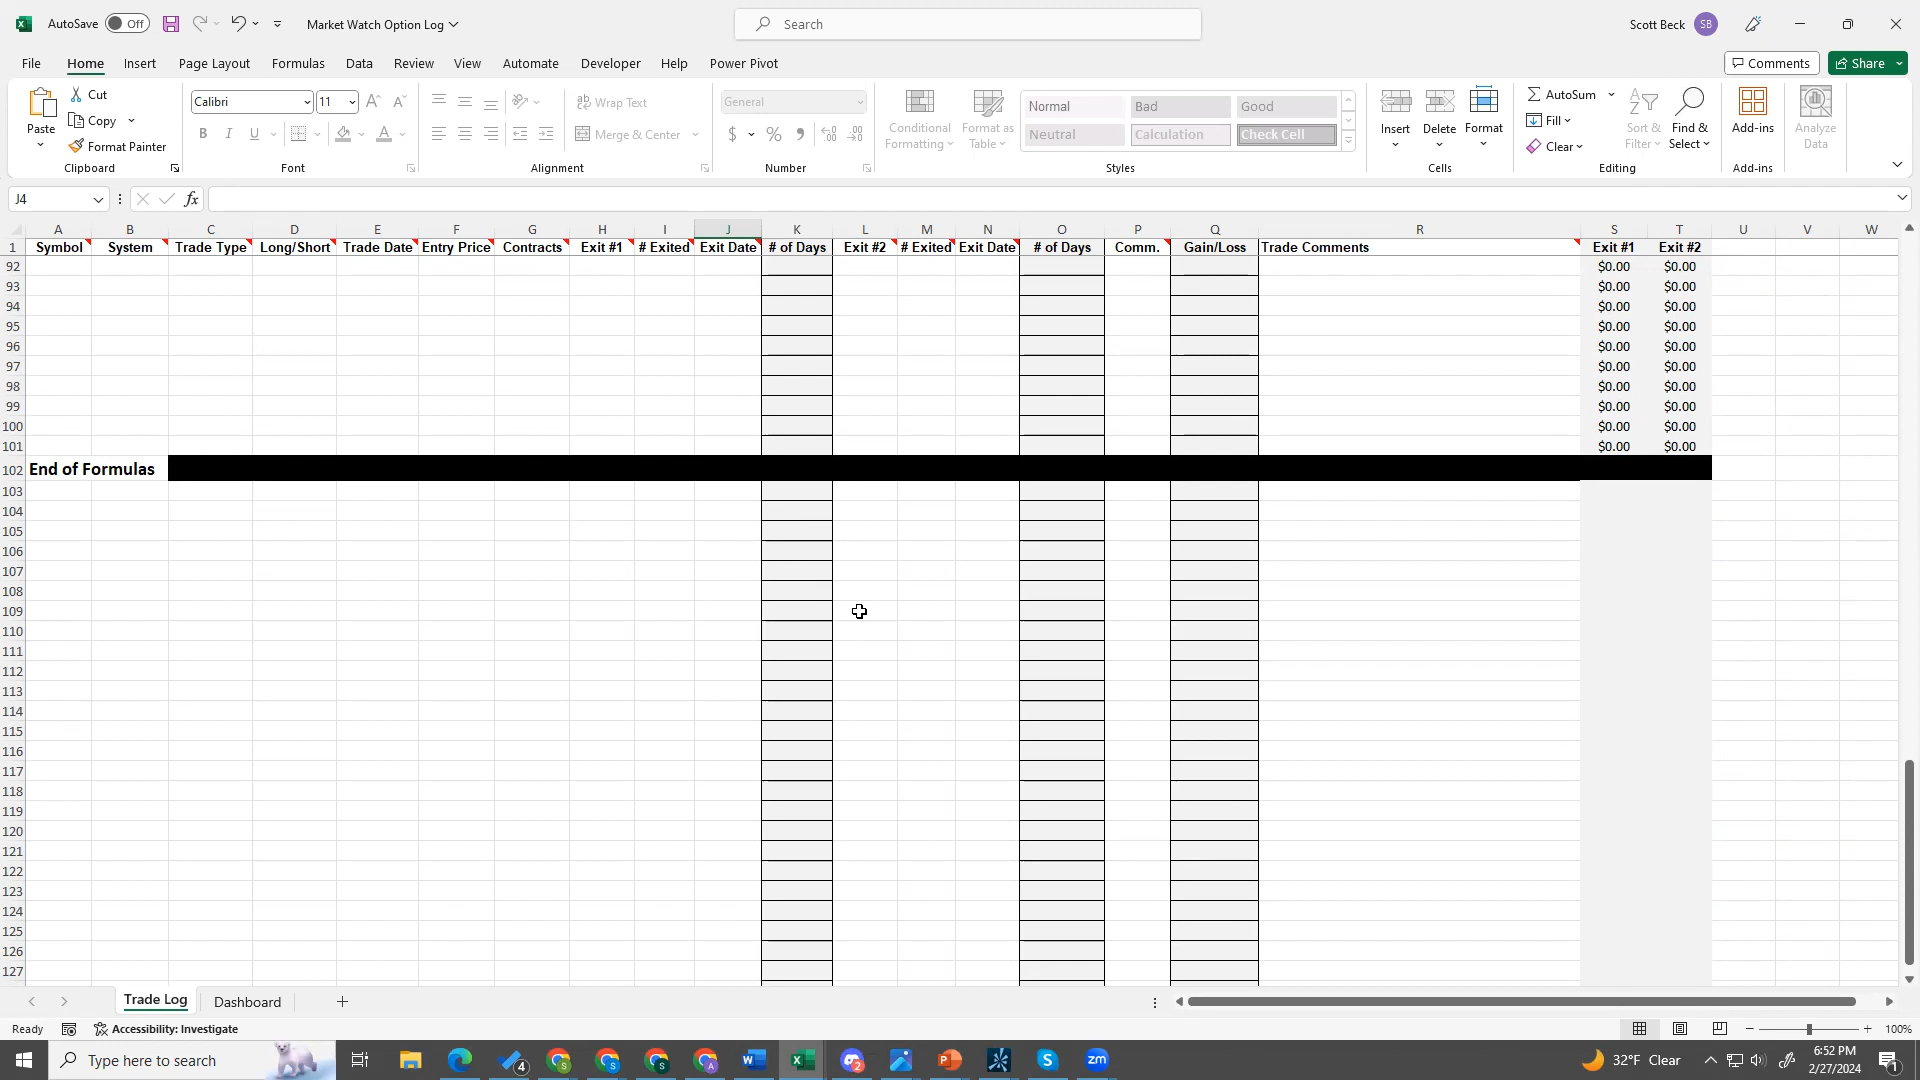 AutoSave Off Market Watch Option Log Search Scott Beck SB
File Home Insert Page Layout Formulas Data Review View Automate Developer Help Power Pivot Comments Share
Paste Cut Copy Format Painter Clipboard
Calibri 11 B I U A Font
ab Wrap Text Merge & Center Alignment
General $ % Number
Conditional Formatting Format as Table Normal Bad Good Neutral Calculation Check Cell Styles
Insert Delete Format Cells
AutoSum Fill Clear Sort & Filter Find & Select Editing
Add-ins Add-ins Analyze Data
J4 fx
A B C D E F G H I J K L M N O P Q R S T U V W
1 Symbol System Trade Type Long/Short Trade Date Entry Price Contracts Exit #1 # Exited Exit Date # of Days Exit #2 # Exited Exit Date # of Days Comm. Gain/Loss Trade Comments Exit #1 Exit #2
92 $0.00 $0.00
93 $0.00 $0.00
94 $0.00 $0.00
95 $0.00 $0.00
96 $0.00 $0.00
97 $0.00 $0.00
98 $0.00 $0.00
99 $0.00 $0.00
100 $0.00 $0.00
101 $0.00 $0.00
102 End of Formulas
103
104
105
106
107
108
109
110
111
112
113
114
115
116
117
118
119
120
121
122
123
124
125
126
127
Trade Log Dashboard
Ready Accessibility: Investigate 100%
Type here to search 4 2 zm 32°F Clear 6:52 PM
2/27/2024 1